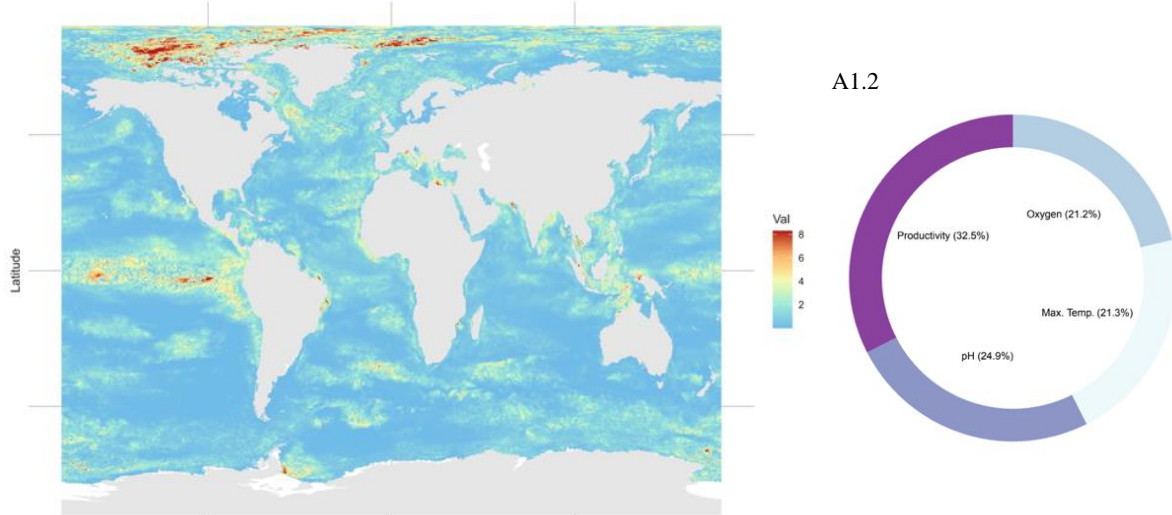 A1.2
Latitude
Val
8
6
4
2
Oxygen (21.2%)
Productivity (32.5%)
Max. Temp. (21.3%)
pH (24.9%)